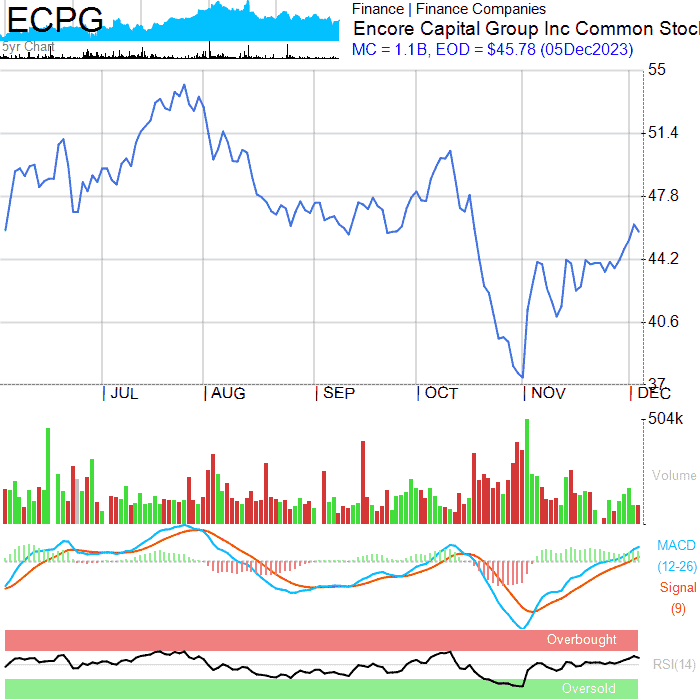 ECPG
5yr Chart
Finance | Finance Companies
Encore Capital Group Inc Common Stoc
MC = 1.1B, EOD = $45.78 (05Dec2023)
55
51.4
47.8
44.2
40.6
37
JUL AUG SEP OCT NOV DEC
504k
Volume
MACD
(12-26)
Signal
(9)
Overbought
RSI(14)
Oversold